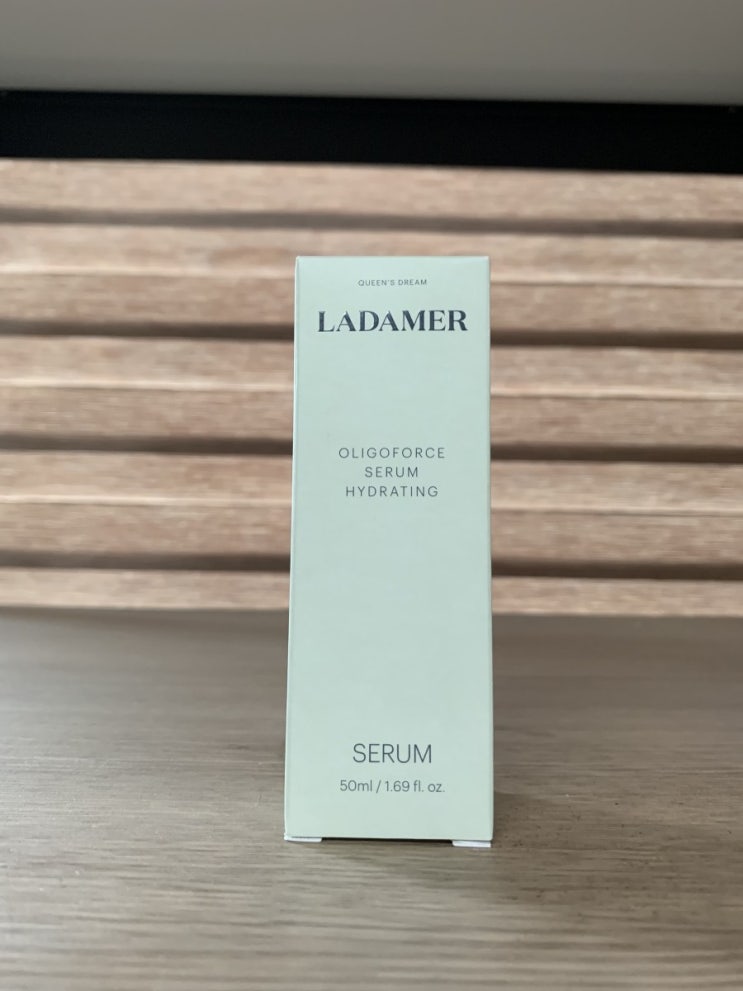 QUEEN'S DREAM
LADAMER
OLIGOFORCE
SERUM
HYDRATING
SERUM
50ml / 1.69 fl. oz.